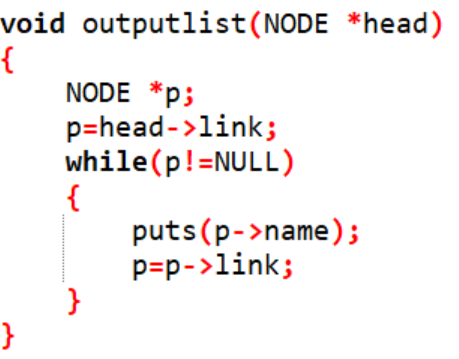 void outputlist(NODE *head)
{
    NODE *p;
    p=head->link;
    while(p!=NULL)
    {
        puts(p->name);
        p=p->link;
    }
}